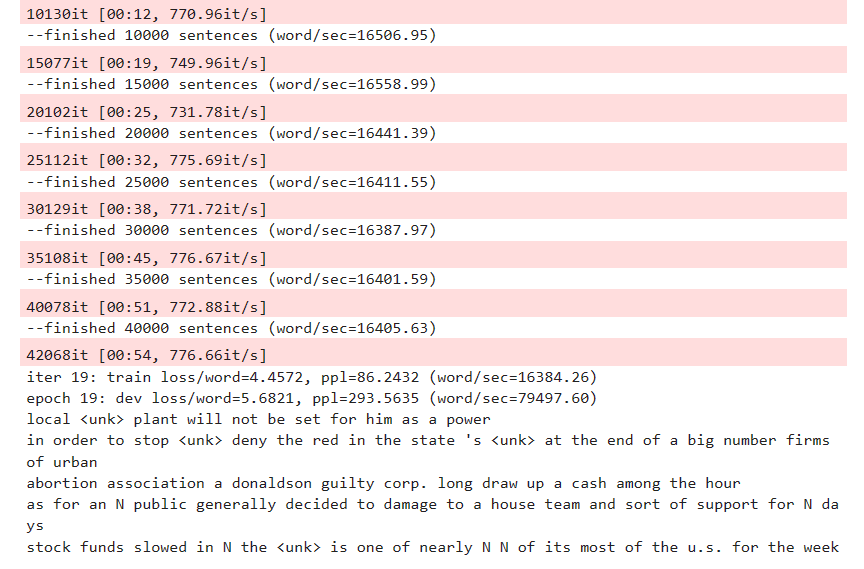 10130it [00:12, 770.96it/s]
--finished 10000 sentences (word/sec=16506.95)
15077it [00:19, 749.96it/s]
--finished 15000 sentences (word/sec=16558.99)
20102it [00:25, 731.78it/s]
--finished 20000 sentences (word/sec=16441.39)
25112it [00:32, 775.69it/s]
--finished 25000 sentences (word/sec=16411.55)
30129it [00:38, 771.72it/s]
--finished 30000 sentences (word/sec=16387.97)
35108it [00:45, 776.67it/s]
--finished 35000 sentences (word/sec=16401.59)
40078it [00:51, 772.88it/s]
--finished 40000 sentences (word/sec=16405.63)
42068it [00:54, 776.66it/s]
iter 19: train loss/word=4.4572, ppl=86.2432 (word/sec=16384.26)
epoch 19: dev loss/word=5.6821, ppl=293.5635 (word/sec=79497.60)
local <unk> plant will not be set for him as a power
in order to stop <unk> deny the red in the state 's <unk> at the end of a big number firms
of urban
abortion association a donaldson guilty corp. long draw up a cash among the hour
as for an N public generally decided to damage to a house team and sort of support for N da
ys
stock funds slowed in N the <unk> is one of nearly N N of its most of the u.s. for the week